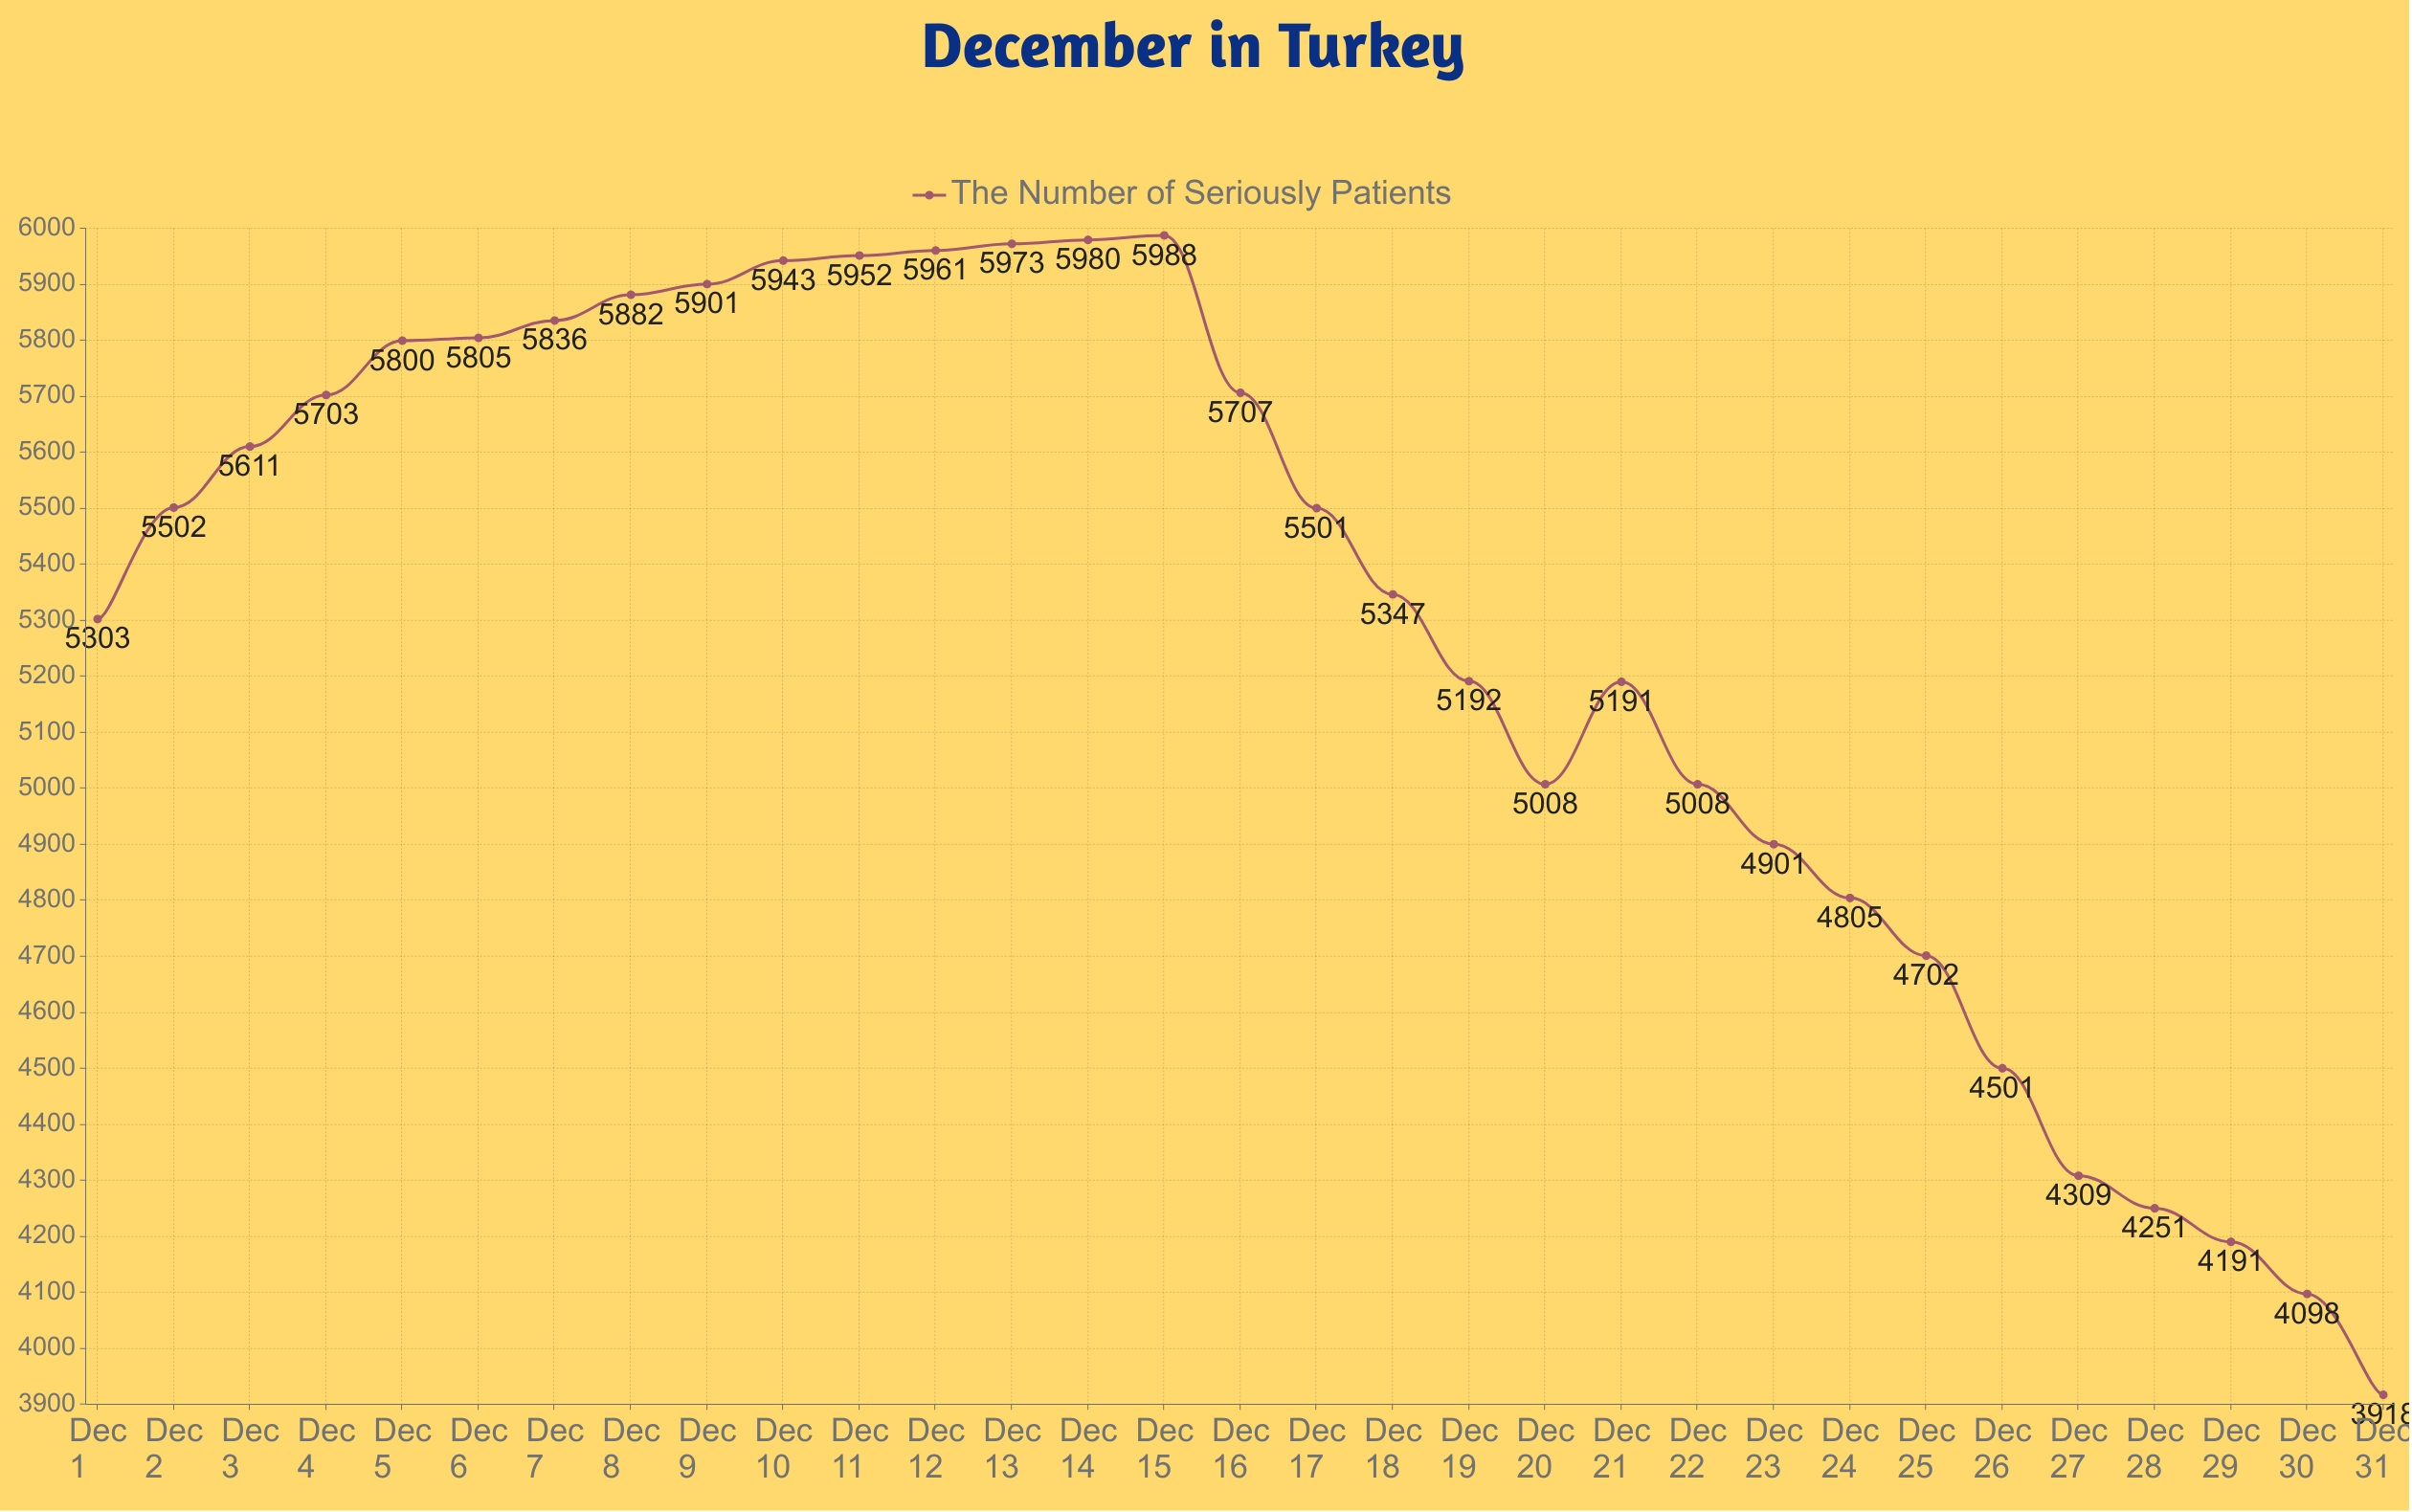 December in Turkey
The Number of Seriously Patients
6000
5900
5800
5700
5600
5500
5400
5300
5200
5100
5000
4900
4800
4700
4600
4500
4400
4300
4200
4100
4000
3900
5303
5502
5611
5703
5800
5805
5836
5882
5901
5943
5952
5961
5973
5980
5988
5707
5501
5347
5192
5008
5191
5008
4901
4805
4702
4501
4309
4251
4191
4098
3918
Dec 1
Dec 2
Dec 3
Dec 4
Dec 5
Dec 6
Dec 7
Dec 8
Dec 9
Dec 10
Dec 11
Dec 12
Dec 13
Dec 14
Dec 15
Dec 16
Dec 17
Dec 18
Dec 19
Dec 20
Dec 21
Dec 22
Dec 23
Dec 24
Dec 25
Dec 26
Dec 27
Dec 28
Dec 29
Dec 30
Dec 31